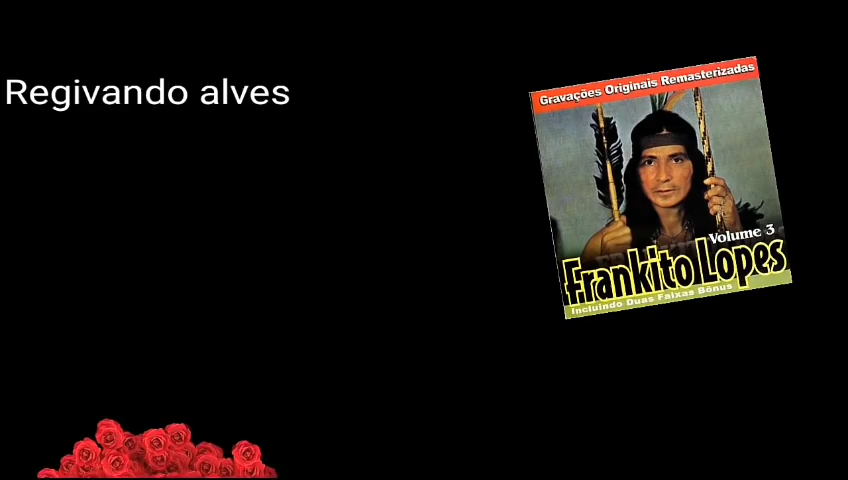 Regivando alves
Gravações Originais Remasterizadas
Volume 3
Frankito Lopes
Incluindo Duas Faixas Bônus